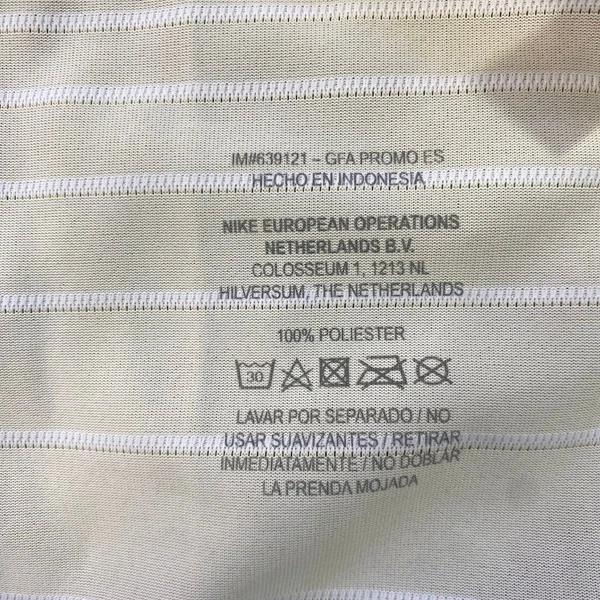 IM#639121 – GFA PROMO ES
HECHO EN INDONESIA
NIKE EUROPEAN OPERATIONS
NETHERLANDS B.V.
COLOSSEUM 1, 1213 NL
HILVERSUM, THE NETHERLANDS
100% POLIESTER
30
LAVAR POR SEPARADO / NO
USAR SUAVIZANTES / RETIRAR
INMEDIATAMENTE / NO DOBLAR
LA PRENDA MOJADA